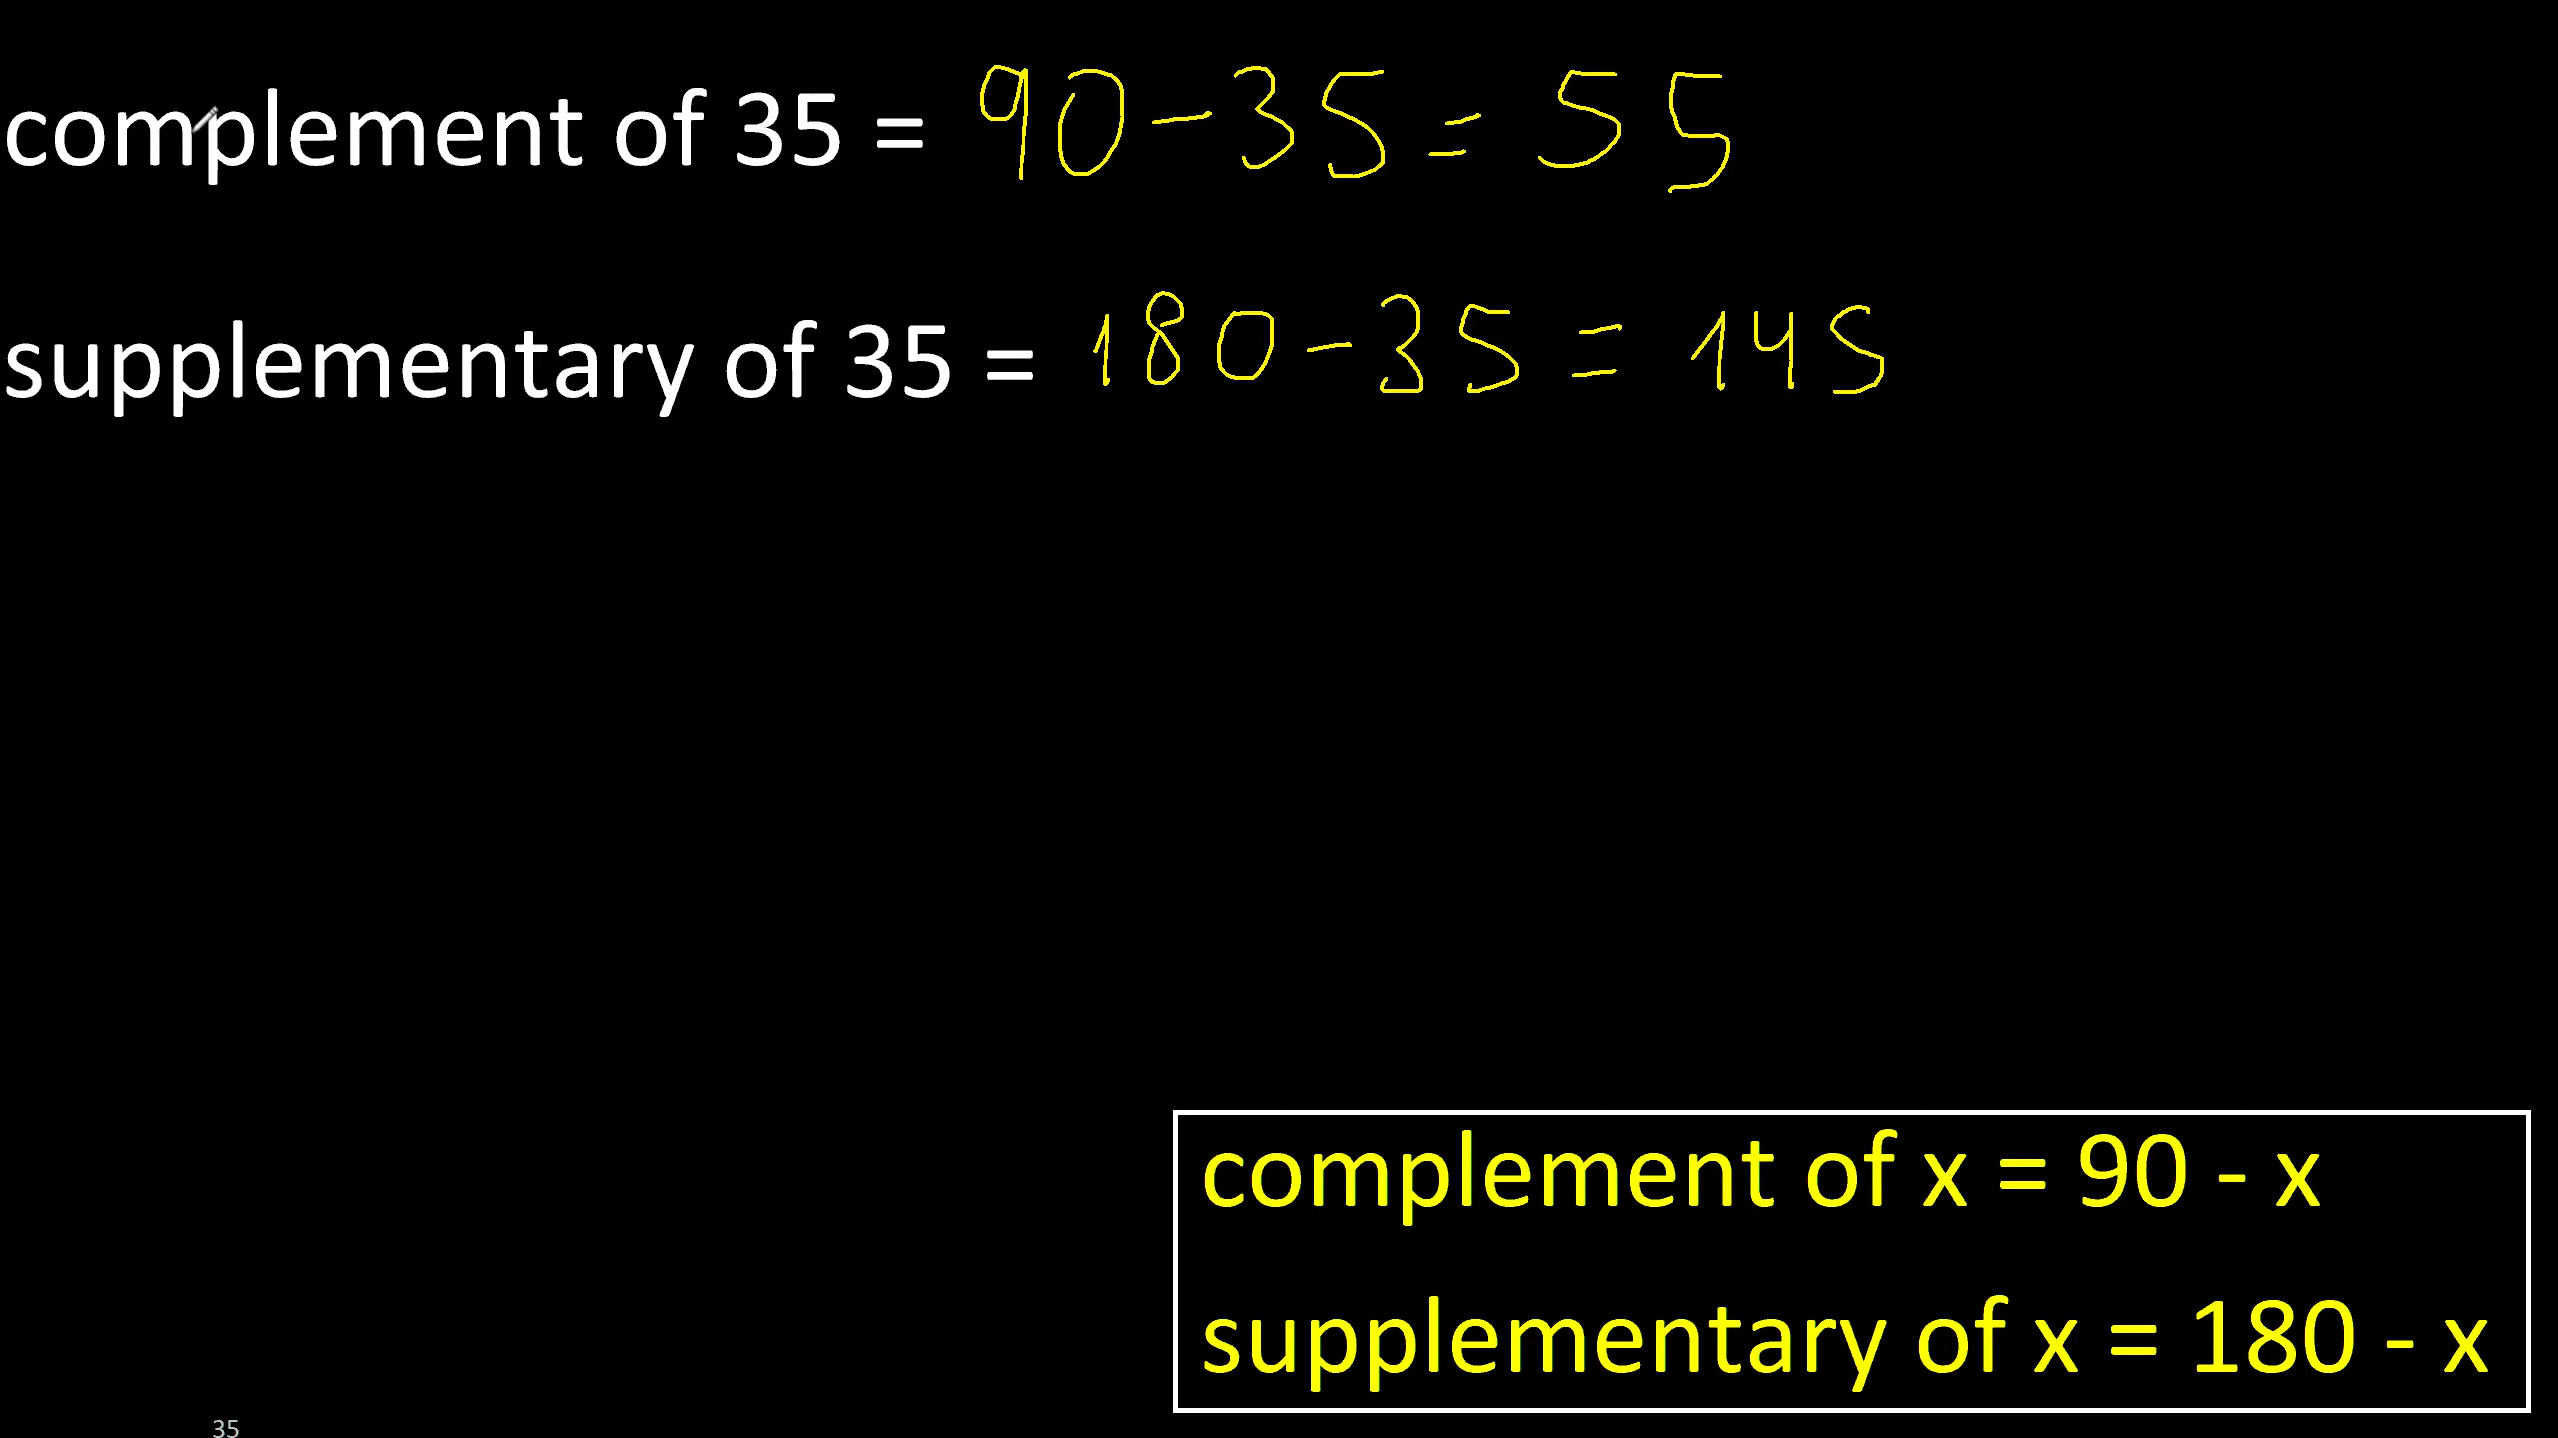 complement of 35 = 90 - 35 = 55
supplementary of 35 = 180 - 35 = 145
complement of x = 90 - x
supplementary of x = 180 - x
35